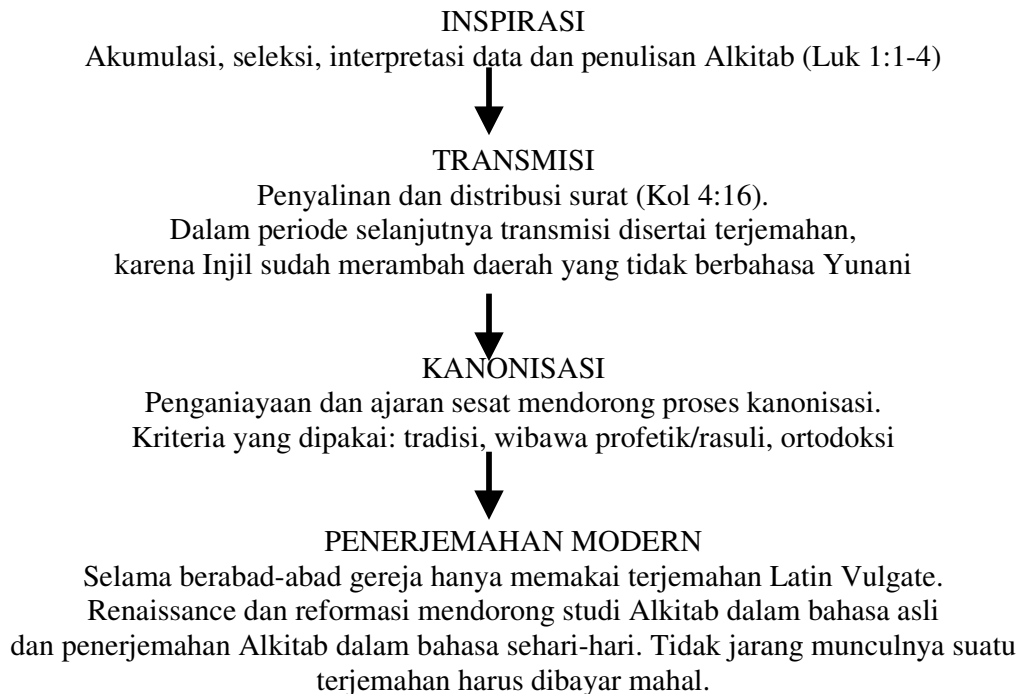 INSPIRASI
Akumulasi, seleksi, interpretasi data dan penulisan Alkitab (Luk 1:1-4)
TRANSMISI
Penyalinan dan distribusi surat (Kol 4:16).
Dalam periode selanjutnya transmisi disertai terjemahan,
karena Injil sudah merambah daerah yang tidak berbahasa Yunani
KANONISASI
Penganiayaan dan ajaran sesat mendorong proses kanonisasi.
Kriteria yang dipakai: tradisi, wibawa profetik/rasuli, ortodoksi
PENERJEMAHAN MODERN
Selama berabad-abad gereja hanya memakai terjemahan Latin Vulgate.
Renaissance dan reformasi mendorong studi Alkitab dalam bahasa asli
dan penerjemahan Alkitab dalam bahasa sehari-hari. Tidak jarang munculnya suatu
terjemahan harus dibayar mahal.